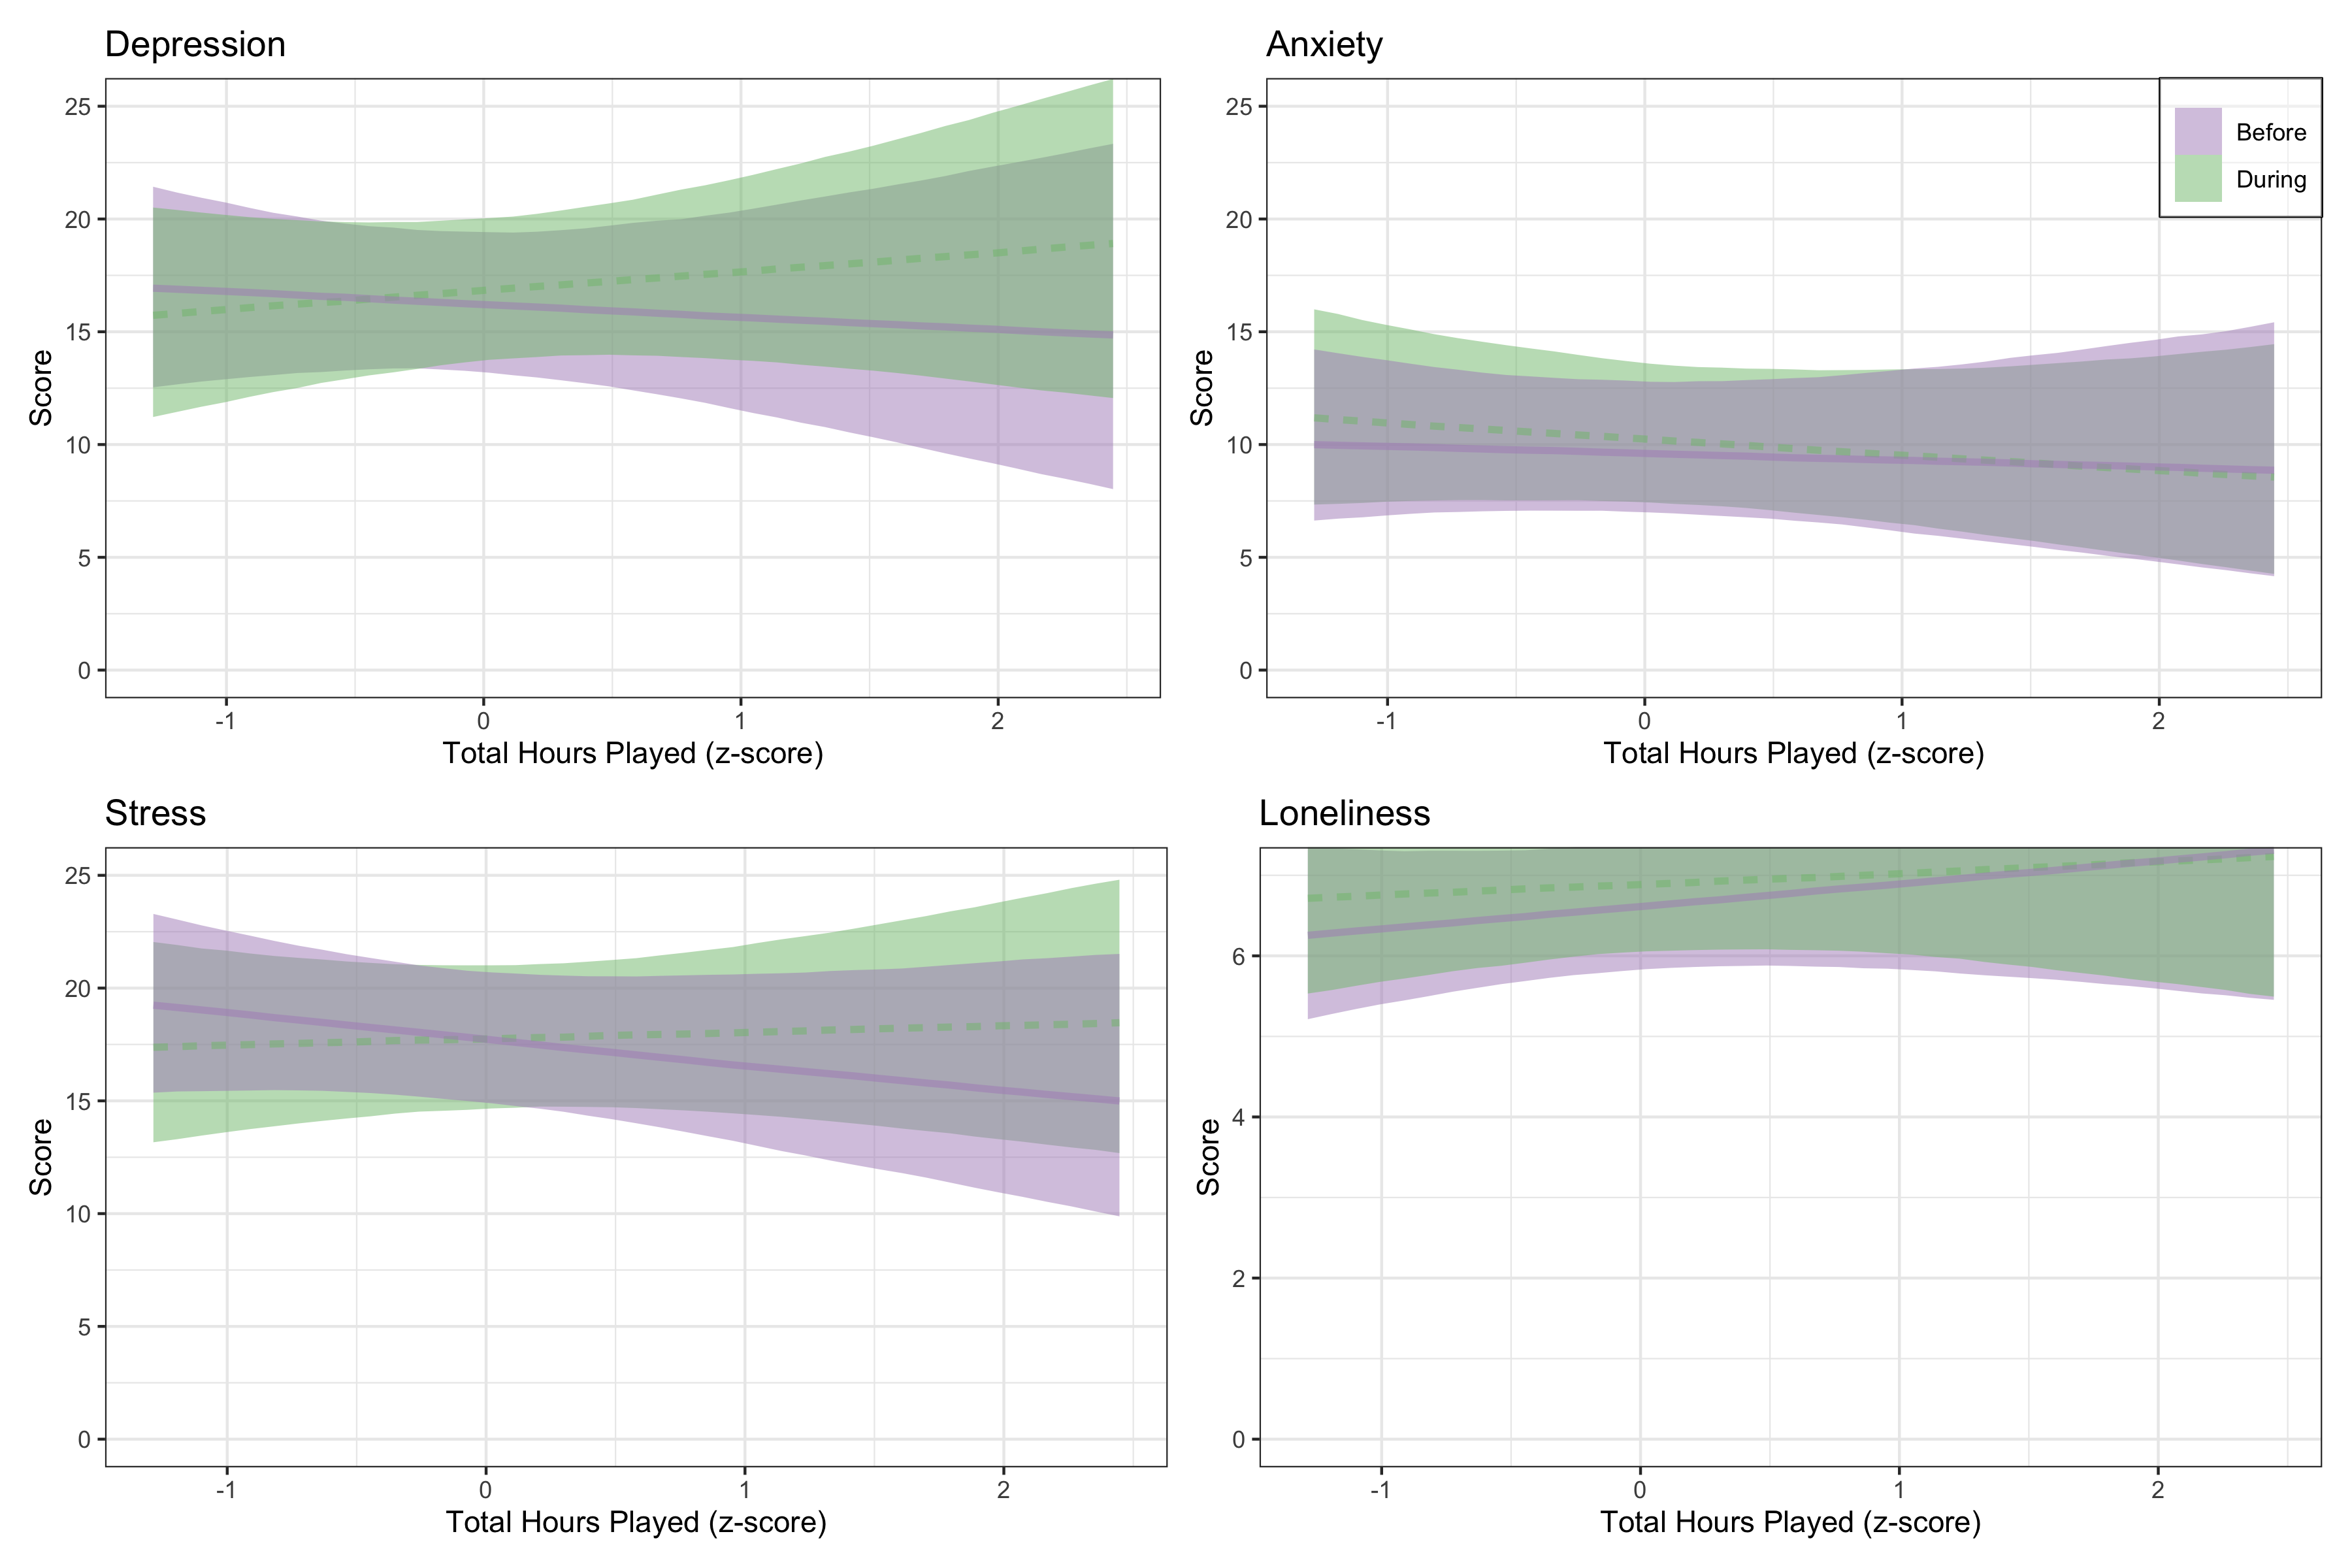 Depression
25
20
15
10
5
0
Score
-1 0 1 2
Total Hours Played (z-score)
Anxiety
25
20
15
10
5
0
Score
-1 0 1 2
Total Hours Played (z-score)
Before
During
Stress
25
20
15
10
5
0
Score
-1 0 1 2
Total Hours Played (z-score)
Loneliness
6
4
2
0
Score
-1 0 1 2
Total Hours Played (z-score)